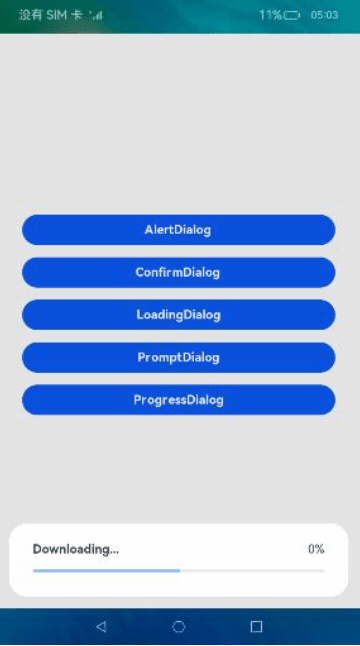 没有 SIM 卡 11% 05:03
AlertDialog
ConfirmDialog
LoadingDialog
PromptDialog
ProgressDialog
Downloading... 0%